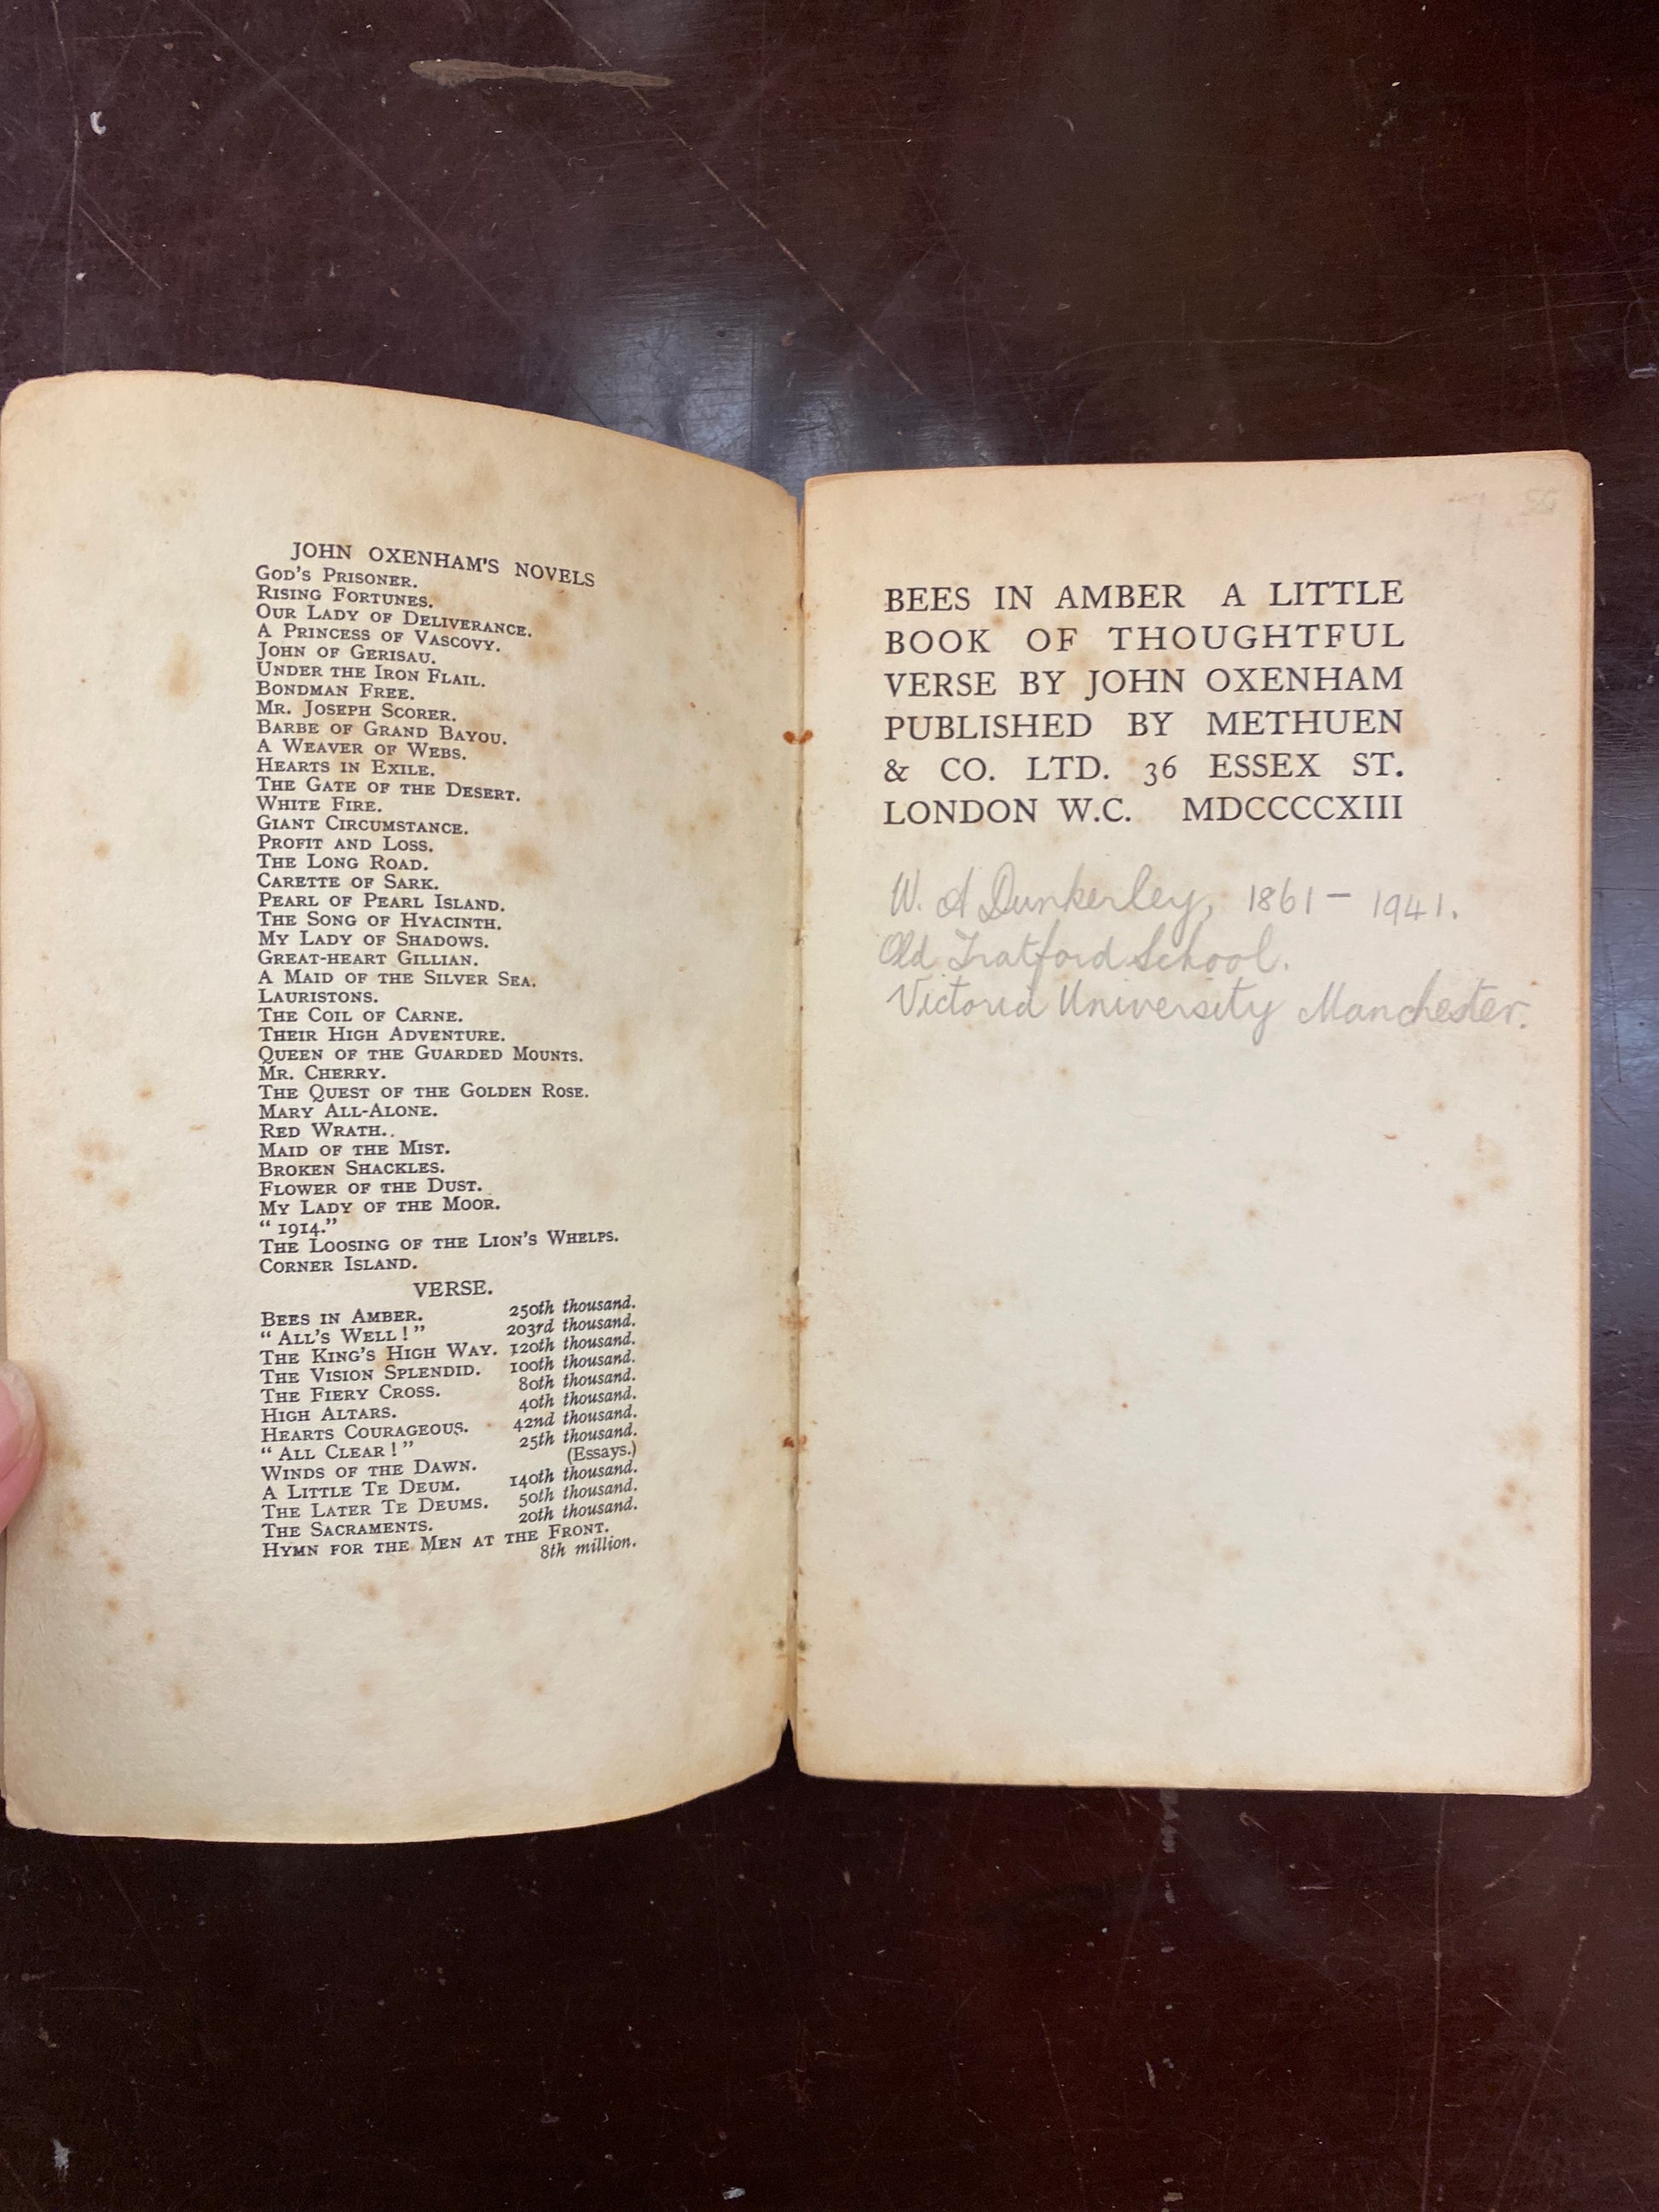 JOHN OXENHAM'S NOVELS
GOD'S PRISONER.
RISING FORTUNES.
OUR LADY OF DELIVERANCE.
A PRINCESS OF VASCOVY.
JOHN OF GERISAU.
UNDER THE IRON FLAIL.
BONDMAN FREE.
MR. JOSEPH SCORER.
BARBE OF GRAND BAYOU.
A WEAVER OF WEBS.
HEARTS IN EXILE.
THE GATE OF THE DESERT.
WHITE FIRE.
GIANT CIRCUMSTANCE.
PROFIT AND LOSS.
THE LONG ROAD.
CARETTE OF SARK.
PEARL OF PEARL ISLAND.
THE SONG OF HYACINTH.
MY LADY OF SHADOWS.
GREAT-HEART GILLIAN.
A MAID OF THE SILVER SEA.
LAURISTONS.
THE COIL OF CARNE.
THEIR HIGH ADVENTURE.
QUEEN OF THE GUARDED MOUNTS.
MR. CHERRY.
THE QUEST OF THE GOLDEN ROSE.
MARY ALL-ALONE.
RED WRATH.
MAID OF THE MIST.
BROKEN SHACKLES.
FLOWER OF THE DUST.
MY LADY OF THE MOOR.
"1914."
THE LOOSING OF THE LION'S WHELPS.
CORNER ISLAND.
VERSE.
BEES IN AMBER. 250th thousand.
"ALL'S WELL!" 203rd thousand.
THE KING'S HIGH WAY. 120th thousand.
THE VISION SPLENDID. 100th thousand.
THE FIERY CROSS. 80th thousand.
HIGH ALTARS. 40th thousand.
HEARTS COURAGEOUS. 42nd thousand.
"ALL CLEAR!" 25th thousand.
WINDS OF THE DAWN. (Essays.)
A LITTLE TE DEUM. 140th thousand.
THE LATER TE DEUMS. 50th thousand.
THE SACRAMENTS. 20th thousand.
HYMN FOR THE MEN AT THE FRONT.
8th million.
BEES IN AMBER A LITTLE
BOOK OF THOUGHTFUL
VERSE BY JOHN OXENHAM
PUBLISHED BY METHUEN
& CO. LTD. 36 ESSEX ST.
LONDON W.C. MDCCCCXIII
W. A Dunkerley, 1861 - 1941.
Old Tratford School.
Victoria University Manchester.